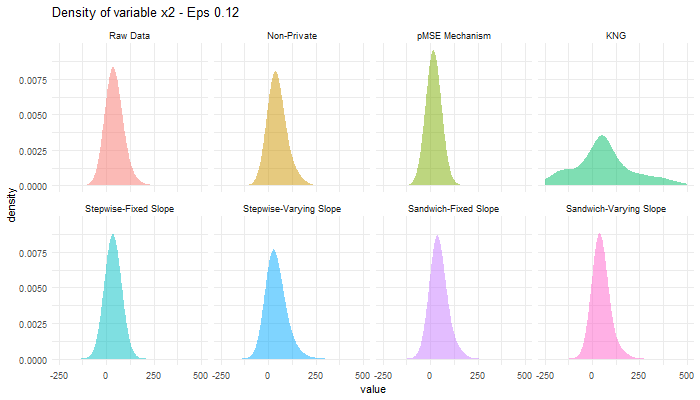 Density of variable x2 - Eps 0.12
Raw Data
Non-Private
pMSE Mechanism
KNG
0.0075
0.0050
0.0025
0.0000
density
Stepwise-Fixed Slope
Stepwise-Varying Slope
Sandwich-Fixed Slope
Sandwich-Varying Slope
0.0075
0.0050
0.0025
0.0000
-250 0 250 500
-250 0 250 500
-250 0 250 500
-250 0 250 500
value